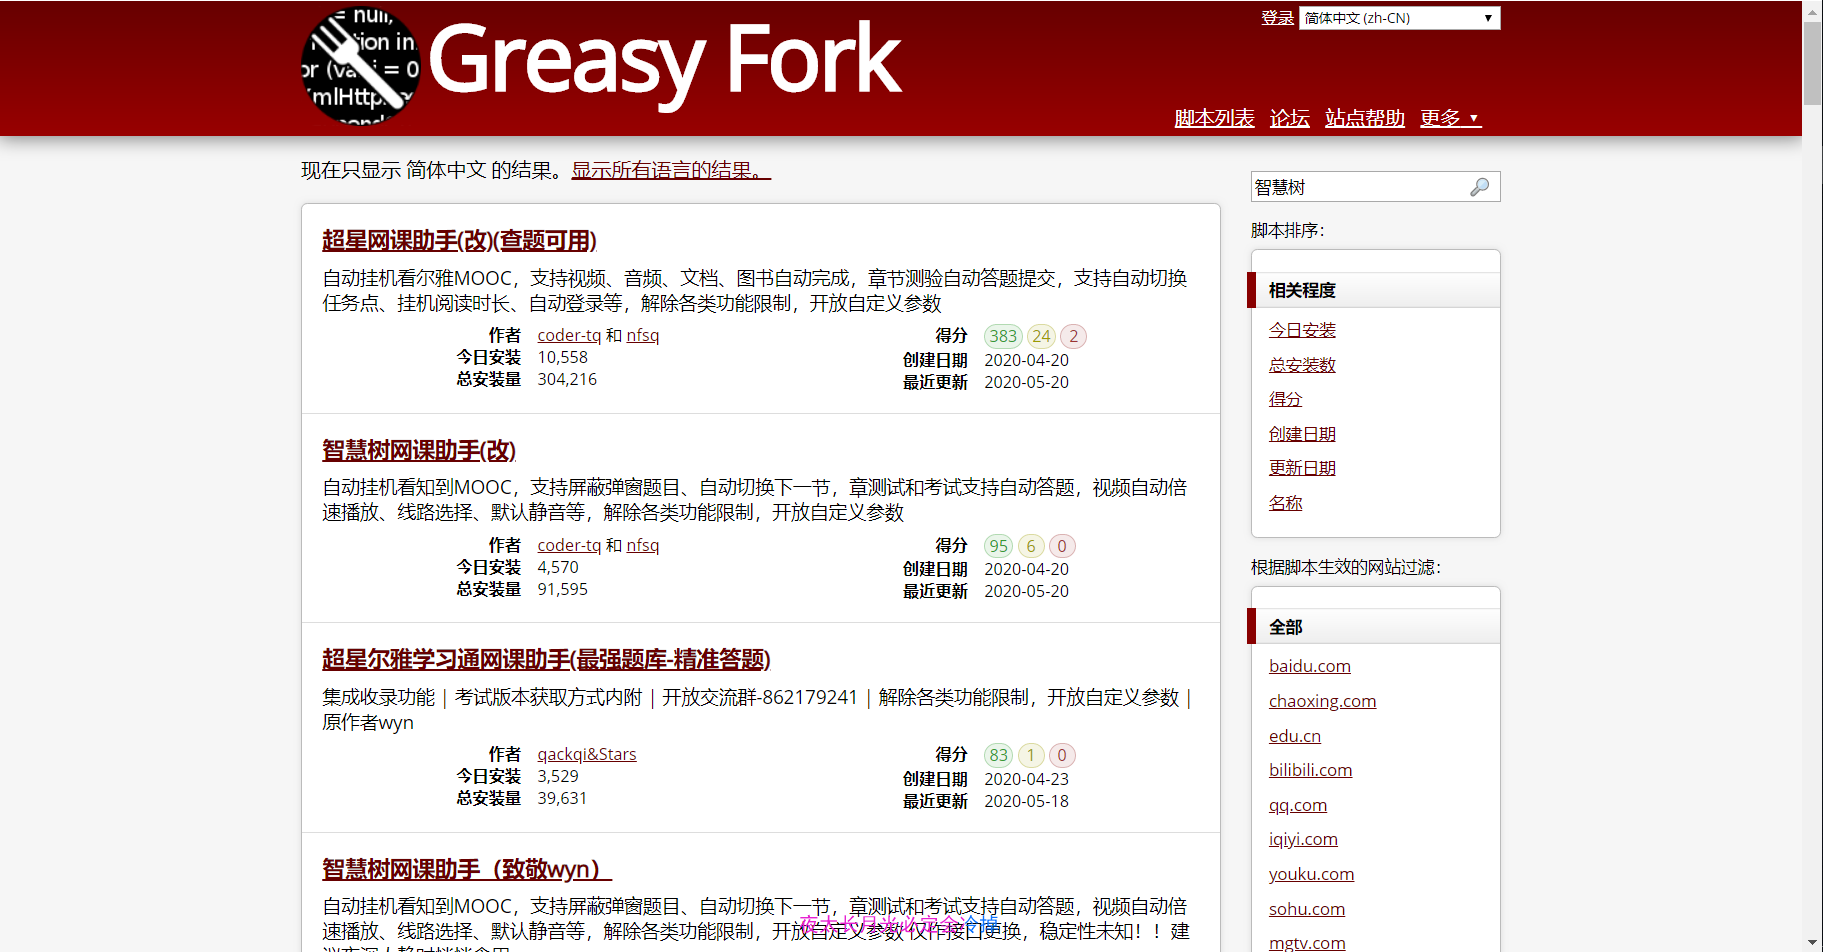 null,
tion in
or (va i = 0
mlHttp
Greasy Fork
登录
简体中文 (zh-CN)
脚本列表 论坛 站点帮助 更多
现在只显示 简体中文 的结果。显示所有语言的结果。
智慧树
脚本排序：
相关程度
今日安装
总安装数
得分
创建日期
更新日期
名称
根据脚本生效的网站过滤：
全部
baidu.com
chaoxing.com
edu.cn
bilibili.com
qq.com
iqiyi.com
youku.com
sohu.com
mgtv.com
超星网课助手(改)(查题可用)
自动挂机看尔雅MOOC，支持视频、音频、文档、图书自动完成，章节测验自动答题提交，支持自动切换
任务点、挂机阅读时长、自动登录等，解除各类功能限制，开放自定义参数
作者 coder-tq 和 nfsq
今日安装 10,558
总安装量 304,216
得分 383 24 2
创建日期 2020-04-20
最近更新 2020-05-20
智慧树网课助手(改)
自动挂机看知到MOOC，支持屏蔽弹窗题目、自动切换下一节，章测试和考试支持自动答题，视频自动倍
速播放、线路选择、默认静音等，解除各类功能限制，开放自定义参数
作者 coder-tq 和 nfsq
今日安装 4,570
总安装量 91,595
得分 95 6 0
创建日期 2020-04-20
最近更新 2020-05-20
超星尔雅学习通网课助手(最强题库-精准答题)
集成收录功能 | 考试版本获取方式内附 | 开放交流群-862179241 | 解除各类功能限制，开放自定义参数 |
原作者wyn
作者 qackqi&Stars
今日安装 3,529
总安装量 39,631
得分 83 1 0
创建日期 2020-04-23
最近更新 2020-05-18
智慧树网课助手（致敬wyn）
自动挂机看知到MOOC，支持屏蔽弹窗题目、自动切换下一节，章测试和考试支持自动答题，视频自动倍
速播放、线路选择、默认静音等，解除各类功能限制，开放自定义参数 仅作接口更换，稳定性未知！！建
夜太长月光必定会冷掉